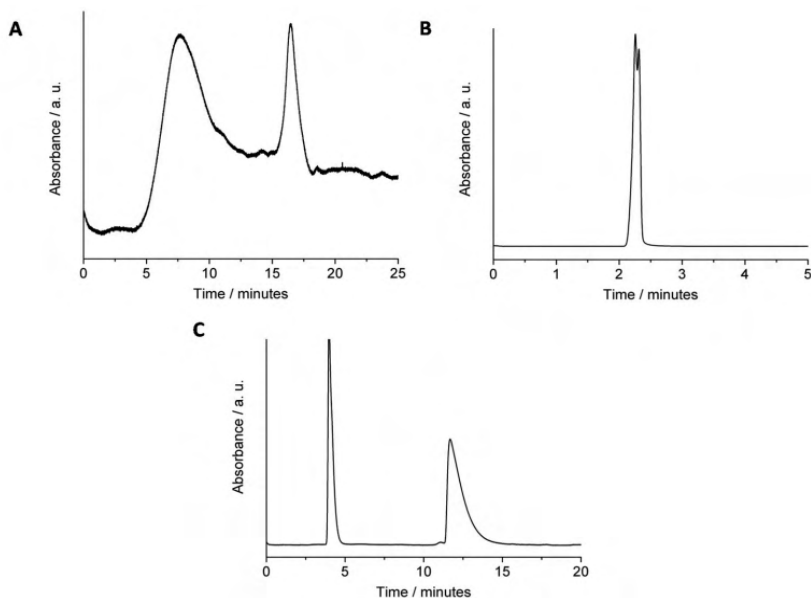 A
Absorbance / a. u.
0 5 10 15 20 25
Time / minutes
B
Absorbance / a. u.
0 1 2 3 4 5
Time / minutes
C
Absorbance / a. u.
0 5 10 15 20
Time / minutes